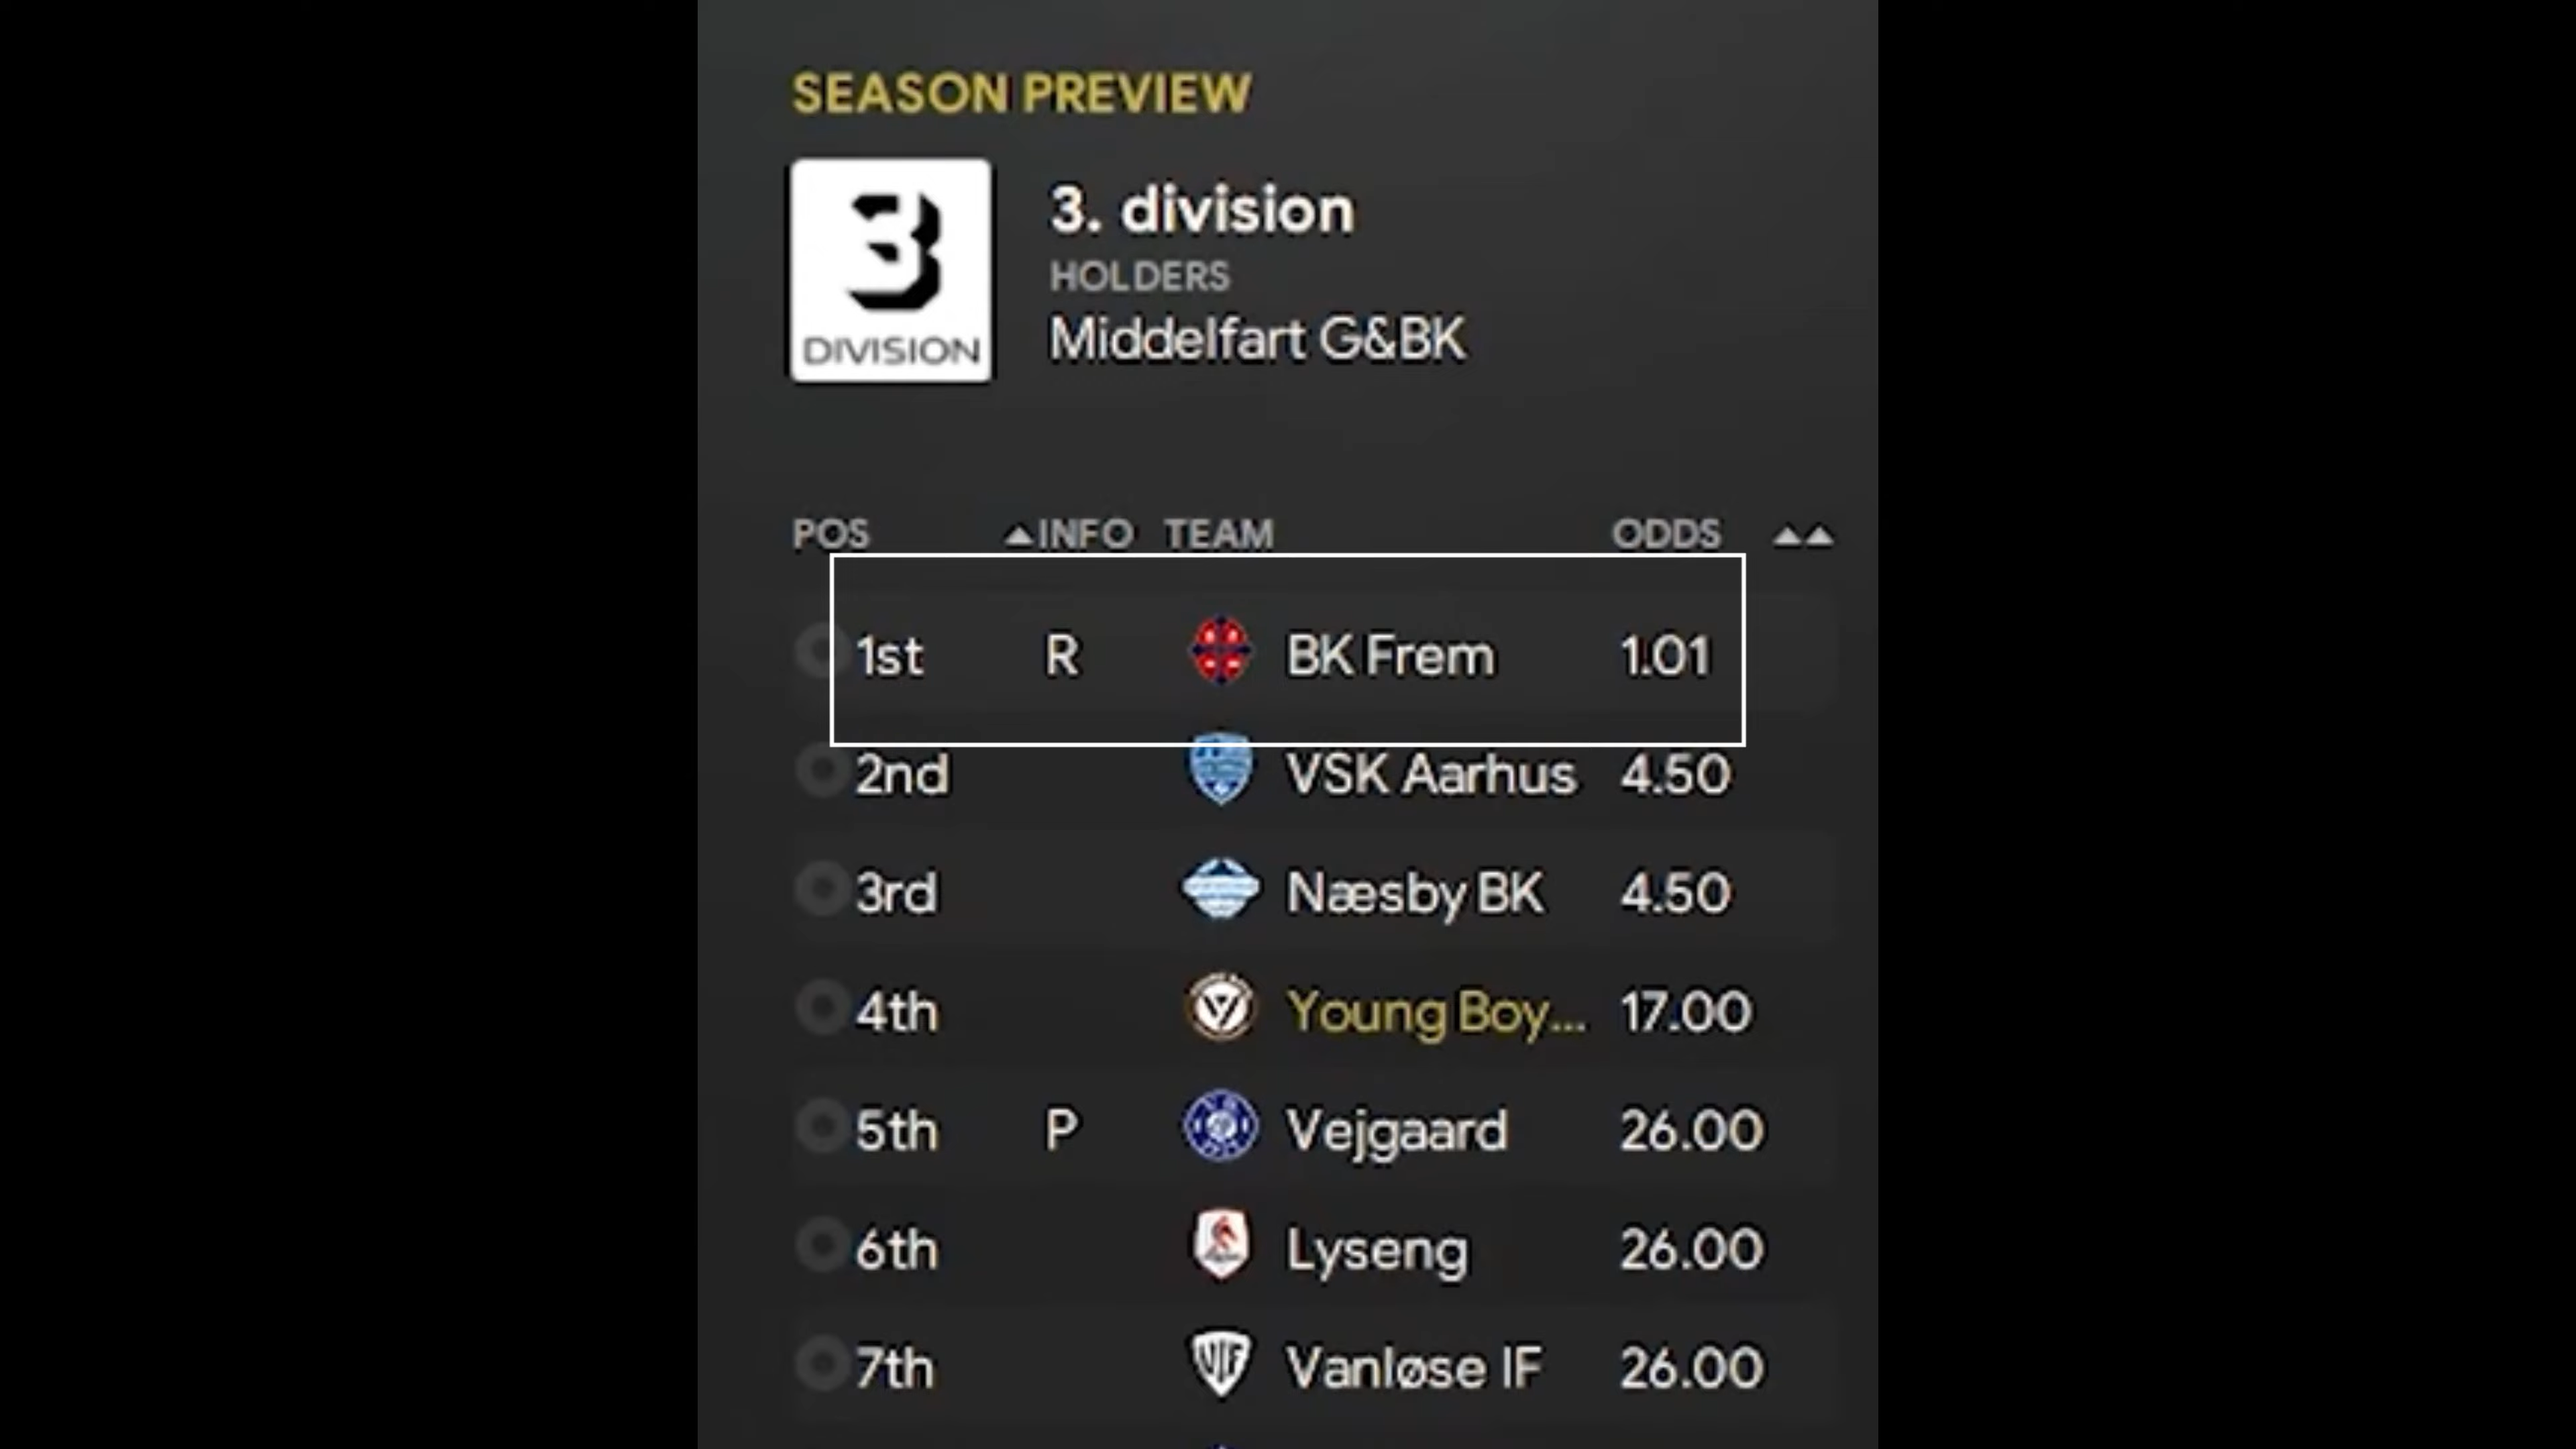 SEASON PREVIEW
3
DIVISION
3. division
HOLDERS
Middelfart G&BK
POS INFO TEAM ODDS
1st R BK Frem 1.01
2nd VSK Aarhus 4.50
3rd Næsby BK 4.50
4th Young Boy... 17.00
5th P Vejgaard 26.00
6th Lyseng 26.00
7th VIF Vanløse IF 26.00